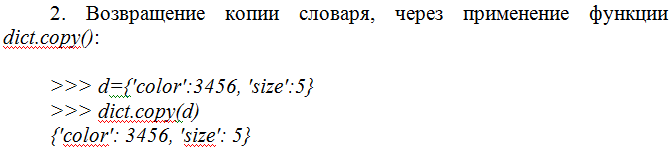 2. Возвращение копии словаря, через применение функции
dict.copy():
>>> d={'color':3456, 'size':5}
>>> dict.copy(d)
{'color': 3456, 'size': 5}